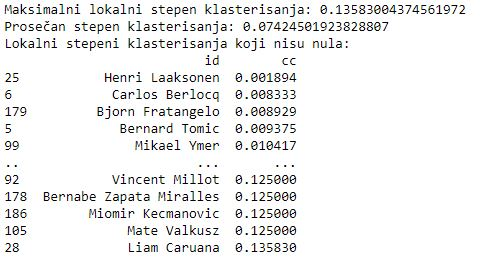 Maksimalni lokalni stepen klasterisanja: 0.13583004374561972
Prosečan stepen klasterisanja: 0.07424501923828807
Lokalni stepeni klasterisanja koji nisu nula:
id cc
25 Henri Laaksonen 0.001894
6 Carlos Berlocq 0.008333
179 Bjorn Fratangelo 0.008929
5 Bernard Tomic 0.009375
99 Mikael Ymer 0.010417
.. ... ...
92 Vincent Millot 0.125000
178 Bernabe Zapata Miralles 0.125000
186 Miomir Kecmanovic 0.125000
105 Mate Valkusz 0.125000
28 Liam Caruana 0.135830